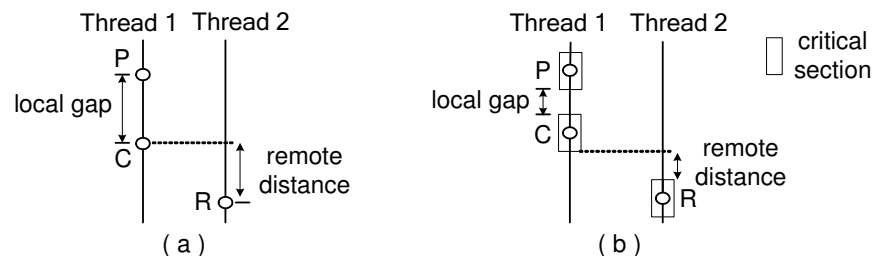 Thread 1 Thread 2
P
local gap
C
remote
distance
R
( a )
Thread 1 Thread 2
P
local gap
C
remote
distance
R
( b )
critical
section